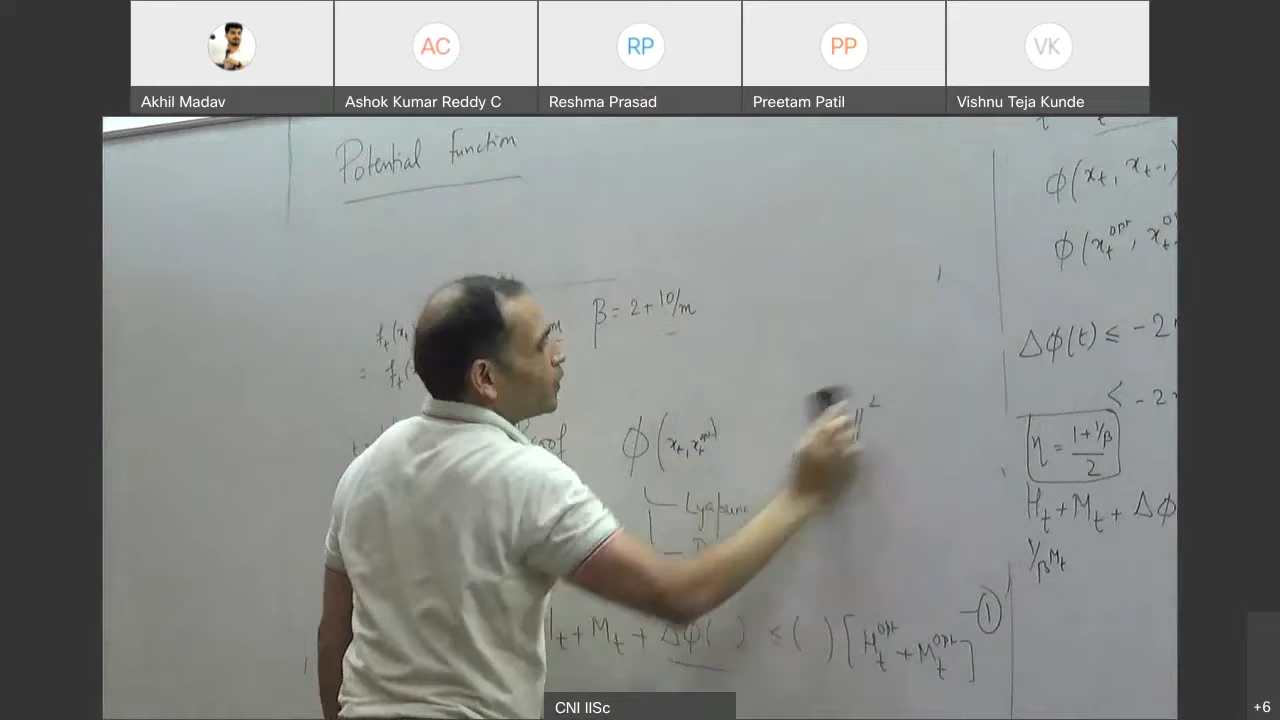 AC
RP
PP
VK
Akhil Madav
Ashok Kumar Reddy C
Reshma Prasad
Preetam Patil
Vishnu Teja Kunde
Potential function
β = 2 + 10/m
= f_t(
ϕ(x_t, x_t^opt)
Lyapunov
‖²
H_t + M_t + Δϕ( ) ≤ ( ) [H_t^opt + M_t^opt] —①
ϕ(x_t, x_t-1)
ϕ(x_t^opt,
Δϕ(t) ≤ -2
< -2
η = (1 + 1/β)/2
H_t + M_t + Δϕ
1/β M_t
CNI IISc
+6